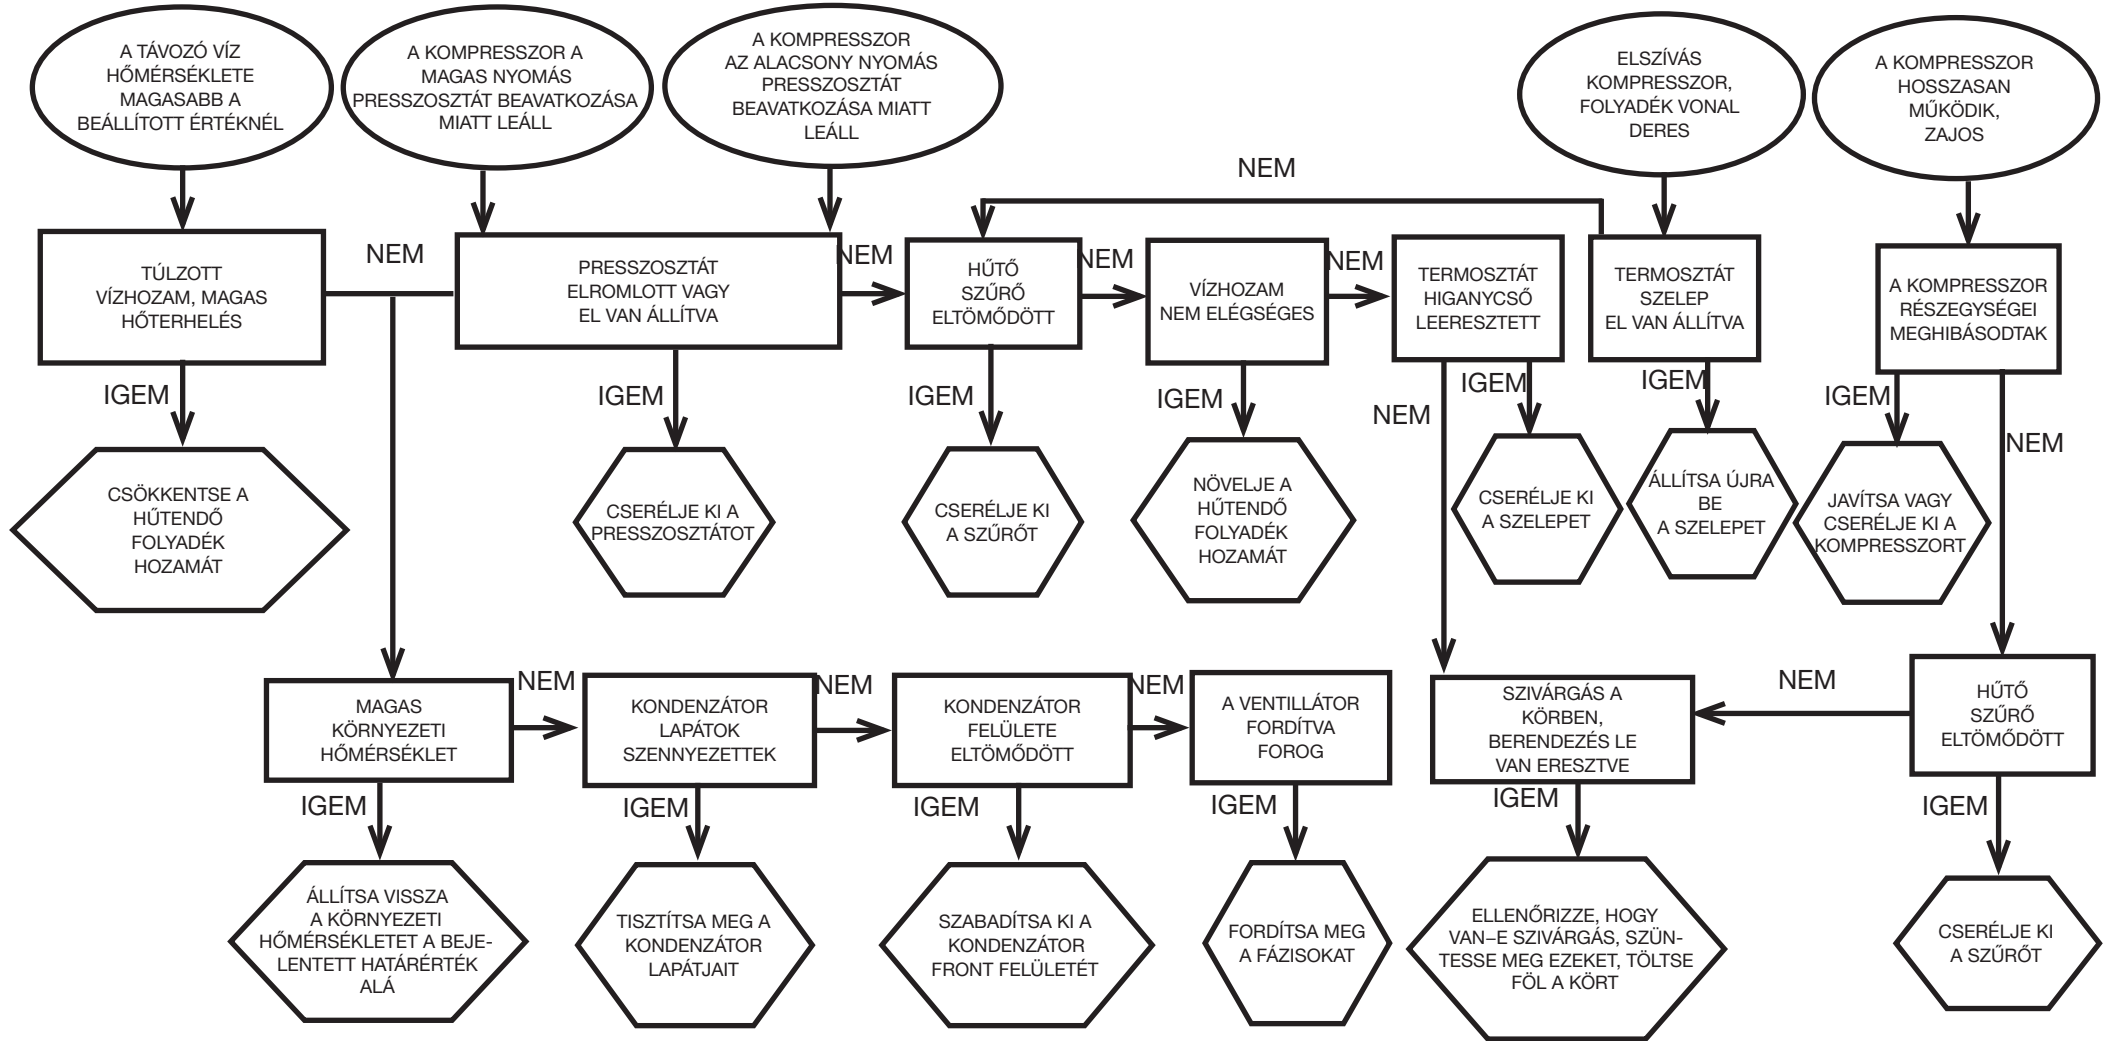 A TÁVOZÓ VÍZ
HŐMÉRSÉKLETE
MAGASABB A
BEÁLLÍTOTT ÉRTÉKNÉL
A KOMPRESSZOR A
MAGAS NYOMÁS
PRESSZOSZTÁT BEAVATKOZÁSA
MIATT LEÁLL
A KOMPRESSZOR
AZ ALACSONY NYOMÁS
PRESSZOSZTÁT
BEAVATKOZÁSA MIATT
LEÁLL
ELSZÍVÁS
KOMPRESSZOR,
FOLYADÉK VONAL
DERES
A KOMPRESSZOR
HOSSZASAN
MŰKÖDIK,
ZAJOS
NEM
TÚLZOTT
VÍZHOZAM, MAGAS
HŐTERHELÉS
NEM
PRESSZOSZTÁT
ELROMLOTT VAGY
EL VAN ÁLLÍTVA
NEM
HŰTŐ
SZŰRŐ
ELTÖMŐDÖTT
NEM
VÍZHOZAM
NEM ELÉGSÉGES
NEM
TERMOSZTÁT
HIGANYCSŐ
LEERESZTETT
TERMOSZTÁT
SZELEP
EL VAN ÁLLÍTVA
A KOMPRESSZOR
RÉSZEGYSÉGEI
MEGHIBÁSODTAK
IGEM
IGEM
IGEM
IGEM
NEM
IGEM
IGEM
IGEM
NEM
CSÖKKENTSE A
HŰTENDŐ
FOLYADÉK
HOZAMÁT
CSERÉLJE KI A
PRESSZOSZTÁTOT
CSERÉLJE KI
A SZŰRŐT
NÖVELJE A
HŰTENDŐ
FOLYADÉK
HOZAMÁT
CSERÉLJE KI
A SZELEPET
ÁLLÍTSA ÚJRA
BE
A SZELEPET
JAVÍTSA VAGY
CSERÉLJE KI A
KOMPRESSZORT
MAGAS
KÖRNYEZETI
HŐMÉRSÉKLET
NEM
KONDENZÁTOR
LAPÁTOK
SZENNYEZETTEK
NEM
KONDENZÁTOR
FELÜLETE
ELTÖMŐDÖTT
NEM
A VENTILLÁTOR
FORDÍTVA
FOROG
SZIVÁRGÁS A
KÖRBEN,
BERENDEZÉS LE
VAN ERESZTVE
NEM
HŰTŐ
SZŰRŐ
ELTÖMŐDÖTT
IGEM
IGEM
IGEM
IGEM
IGEM
IGEM
ÁLLÍTSA VISSZA
A KÖRNYEZETI
HŐMÉRSÉKLETET A BEJE-
LENTETT HATÁRÉRTÉK
ALÁ
TISZTÍTSA MEG A
KONDENZÁTOR
LAPÁTJAIT
SZABADÍTSA KI A
KONDENZÁTOR
FRONT FELÜLETÉT
FORDÍTSA MEG
A FÁZISOKAT
ELLENŐRIZZE, HOGY
VAN–E SZIVÁRGÁS, SZÜN-
TESSE MEG EZEKET, TÖLTSE
FÖL A KÖRT
CSERÉLJE KI
A SZŰRŐT